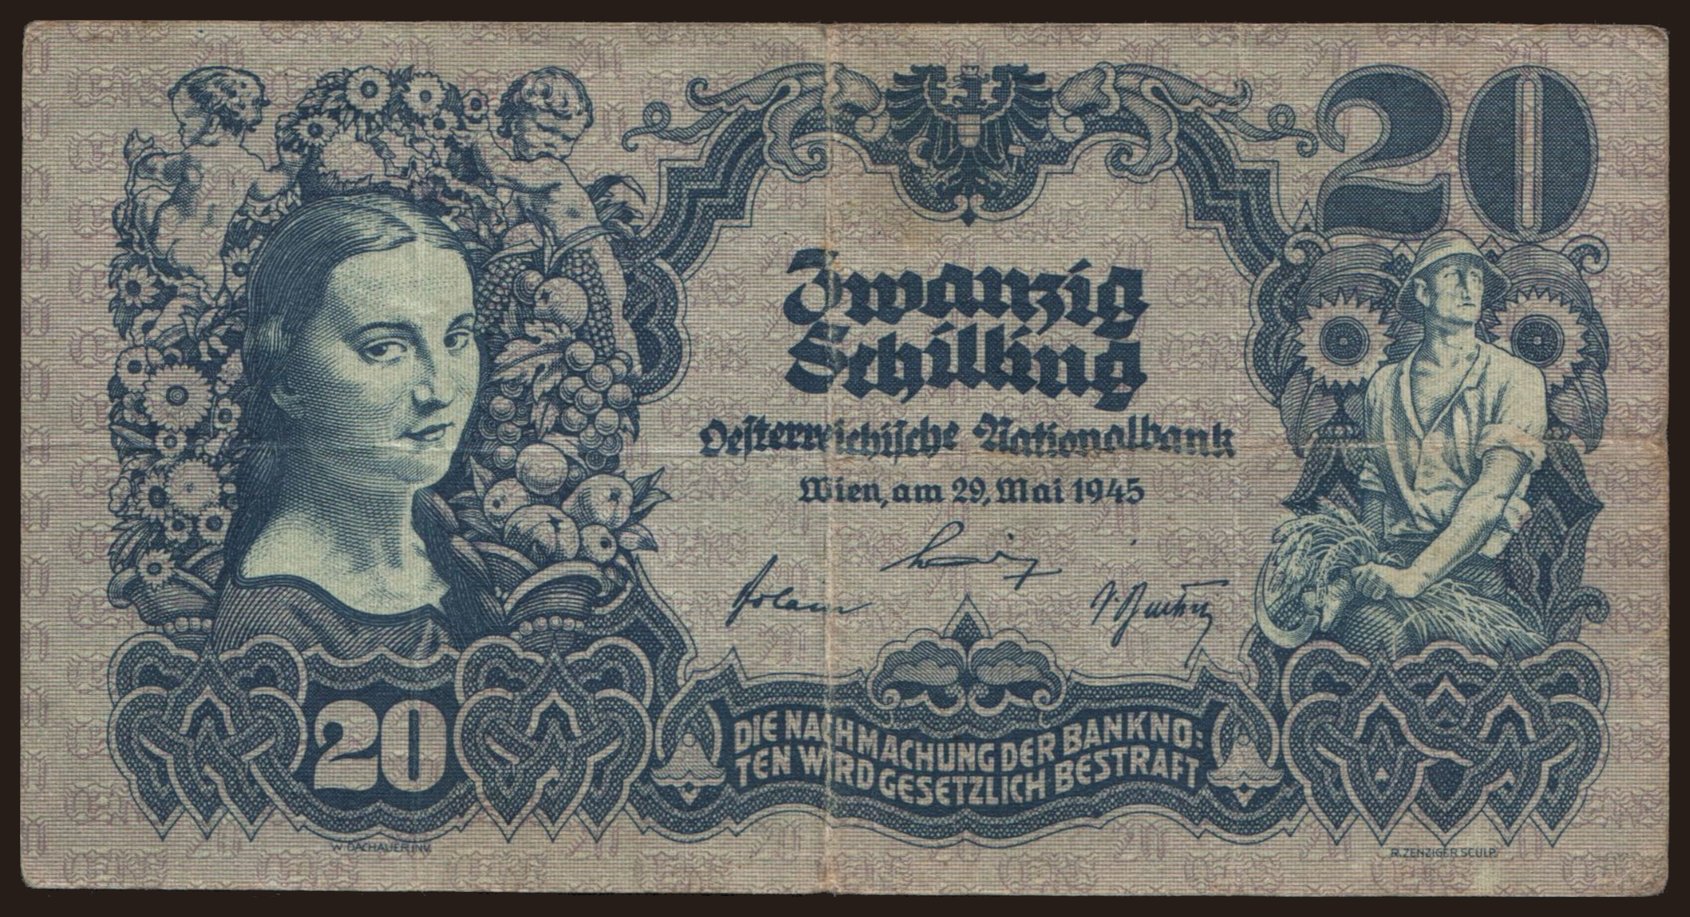 20
Zwanzig
Schilling
Oesterreichische Nationalbank
Wien, am 29. Mai 1945
20
DIE NACHMACHUNG DER BANKNO:
TEN WIRD GESETZLICH BESTRAFT
W. DACHAUER INV.
R. ZENZIGER SCULP.